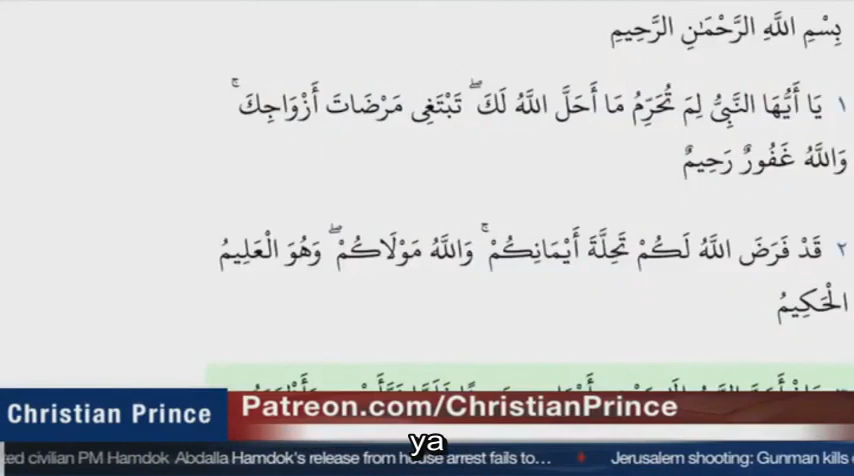 بِسْمِ اللَّهِ الرَّحْمَٰنِ الرَّحِيمِ
١ يَا أَيُّهَا النَّبِيُّ لِمَ تُحَرِّمُ مَا أَحَلَّ اللَّهُ لَكَ ۖ تَبْتَغِي مَرْضَاتَ أَزْوَاجِكَ ۚ
وَاللَّهُ غَفُورٌ رَحِيمٌ
٢ قَدْ فَرَضَ اللَّهُ لَكُمْ تَحِلَّةَ أَيْمَانِكُمْ ۚ وَاللَّهُ مَوْلَاكُمْ ۖ وَهُوَ الْعَلِيمُ
الْحَكِيمُ
Christian Prince
Patreon.com/ChristianPrince
ya
ted civilian PM Hamdok Abdalla Hamdok's release from house arrest fails to... ♦ Jerusalem shooting: Gunman kills